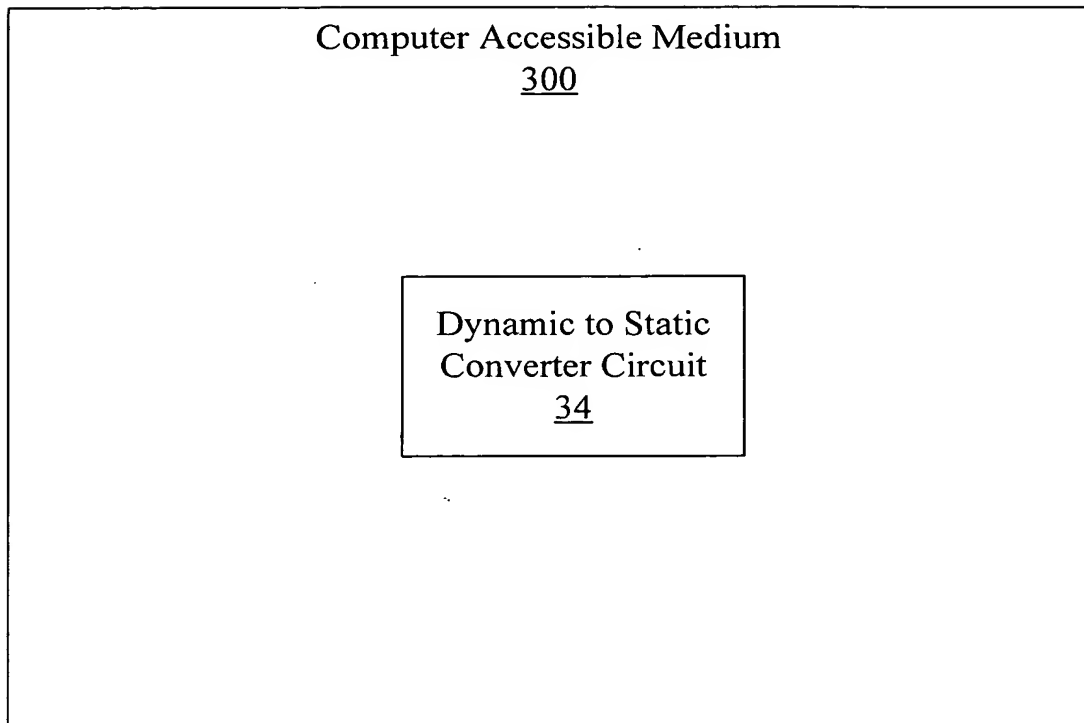 Computer Accessible Medium
300
Dynamic to Static
Converter Circuit
34